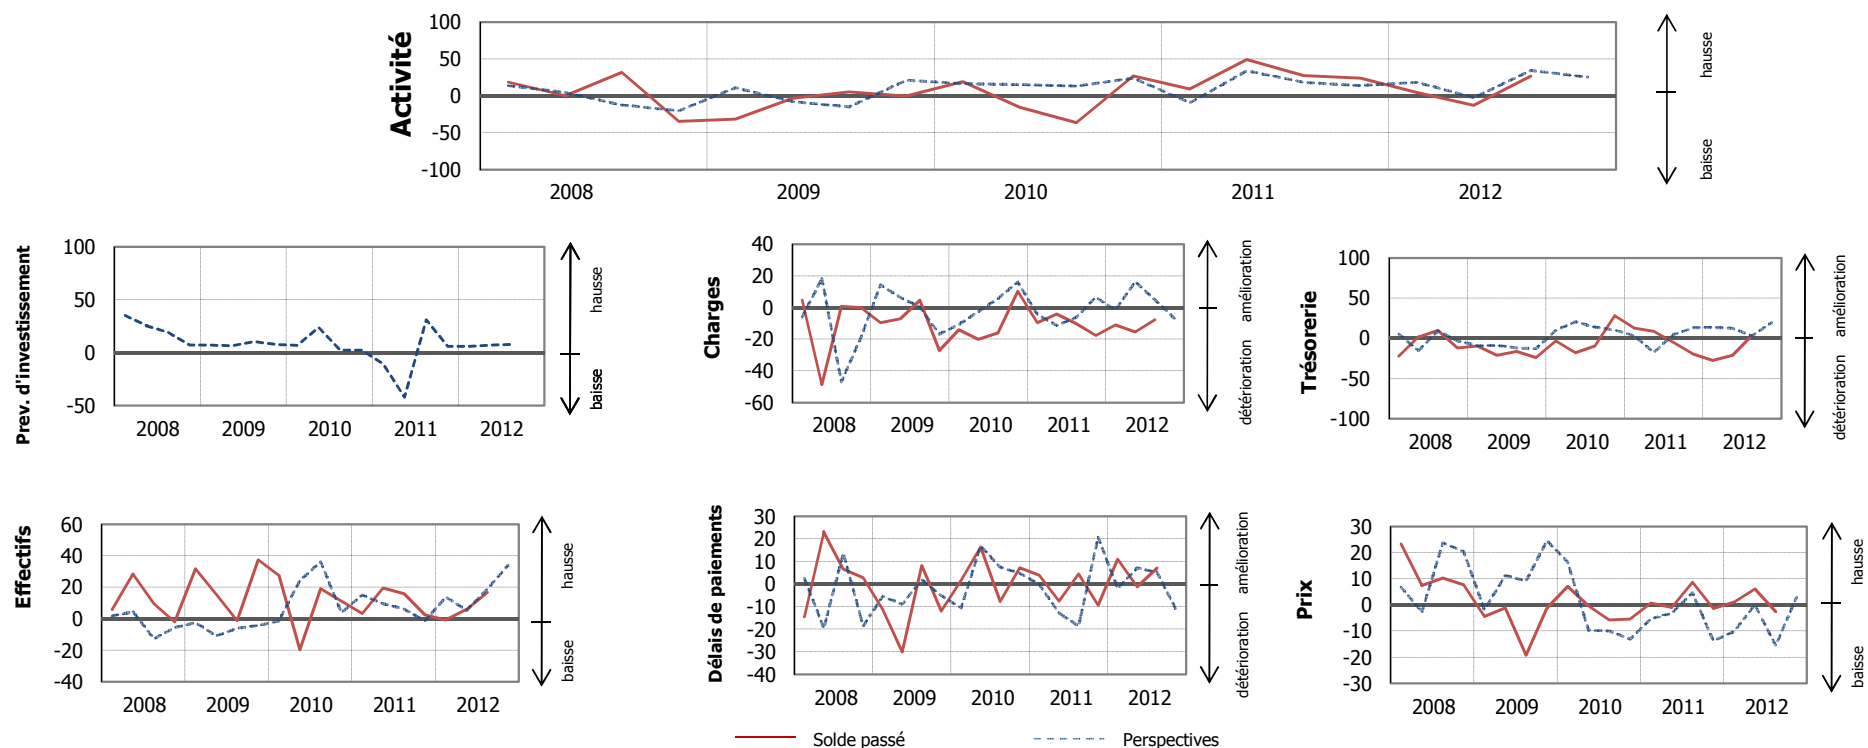 Activité
100
50
0
-50
-100
2008 2009 2010 2011 2012
hausse
baisse
Prev. d'investissement
100
50
0
-50
2008 2009 2010 2011 2012
hausse
baisse
Charges
40
20
0
-20
-40
-60
2008 2009 2010 2011 2012
amélioration
détérioration
Trésorerie
100
50
0
-50
-100
2008 2009 2010 2011 2012
amélioration
détérioration
Effectifs
60
40
20
0
-20
-40
2008 2009 2010 2011 2012
hausse
baisse
Délais de paiements
30
20
10
0
-10
-20
-30
-40
2008 2009 2010 2011 2012
amélioration
détérioration
Prix
30
20
10
0
-10
-20
-30
2008 2009 2010 2011 2012
hausse
baisse
Solde passé Perspectives